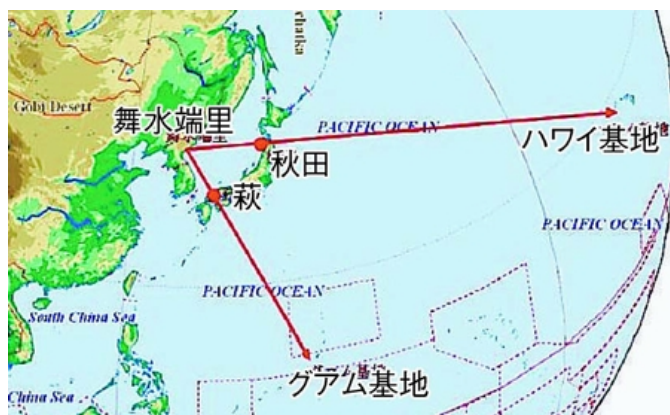 Gobi Desert
舞水端里
PACIFIC OCEAN
ハワイ基地
秋田
萩
PACIFIC OCEAN
PACIFIC OCEAN
South China Sea
グアム基地
China Sea